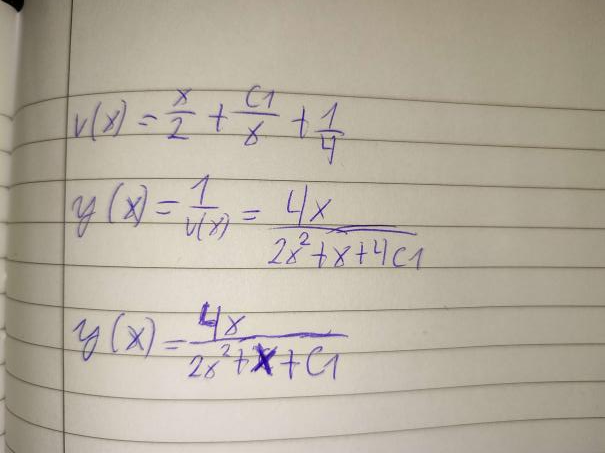 v(x) = x/2 + C1/x + 1/4
y(x) = 1/v(x) = 4x/(2x²+x+4C1)
y(x) = 4x/(2x²+x+C1)